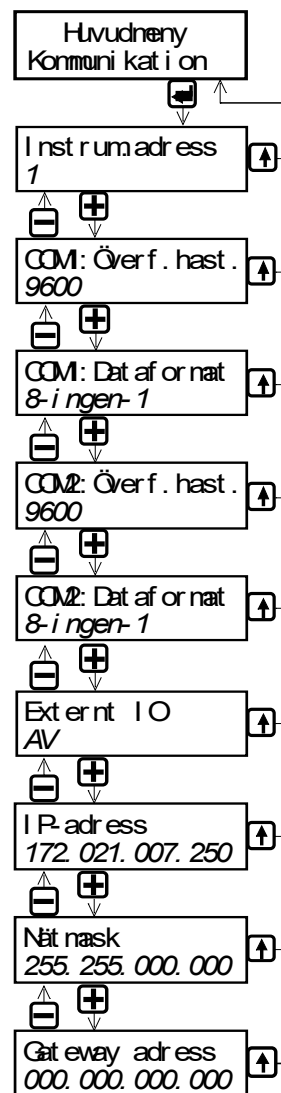 Huvudmeny
Kommunikation
Instrum.adress
1
COM1: Överf.hast.
9600
COM1: Dataformat
8-ingen-1
COM2: Överf.hast.
9600
COM2: Dataformat
8-ingen-1
Externt IO
AV
IP-adress
172.021.007.250
Nätmask
255.255.000.000
Gateway adress
000.000.000.000